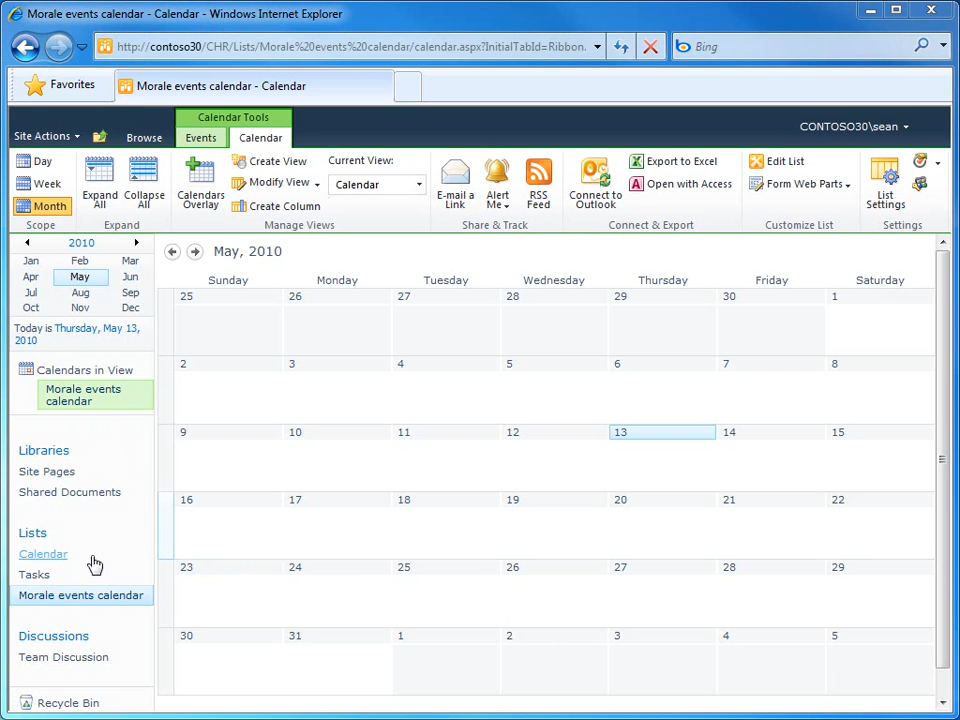 Morale events calendar - Calendar - Windows Internet Explorer
http://contoso30/CHR/Lists/Morale%20events%20calendar/calendar.aspx?InitialTabId=Ribbon.
Bing
Favorites
Morale events calendar - Calendar
Calendar Tools
Site Actions
Browse
Events
Calendar
CONTOSO30\sean
Day
Week
Month
Scope
Expand All
Collapse All
Expand
Calendars Overlay
Create View
Modify View
Create Column
Current View:
Calendar
Manage Views
E-mail a Link
Alert Me
RSS Feed
Share & Track
Connect to Outlook
Export to Excel
Open with Access
Connect & Export
Edit List
Form Web Parts
Customize List
List Settings
Settings
2010
Jan Feb Mar
Apr May Jun
Jul Aug Sep
Oct Nov Dec
Today is Thursday, May 13,
2010
Calendars in View
Morale events
calendar
Libraries
Site Pages
Shared Documents
Lists
Calendar
Tasks
Morale events calendar
Discussions
Team Discussion
Recycle Bin
May, 2010
Sunday Monday Tuesday Wednesday Thursday Friday Saturday
25 26 27 28 29 30 1
2 3 4 5 6 7 8
9 10 11 12 13 14 15
16 17 18 19 20 21 22
23 24 25 26 27 28 29
30 31 1 2 3 4 5